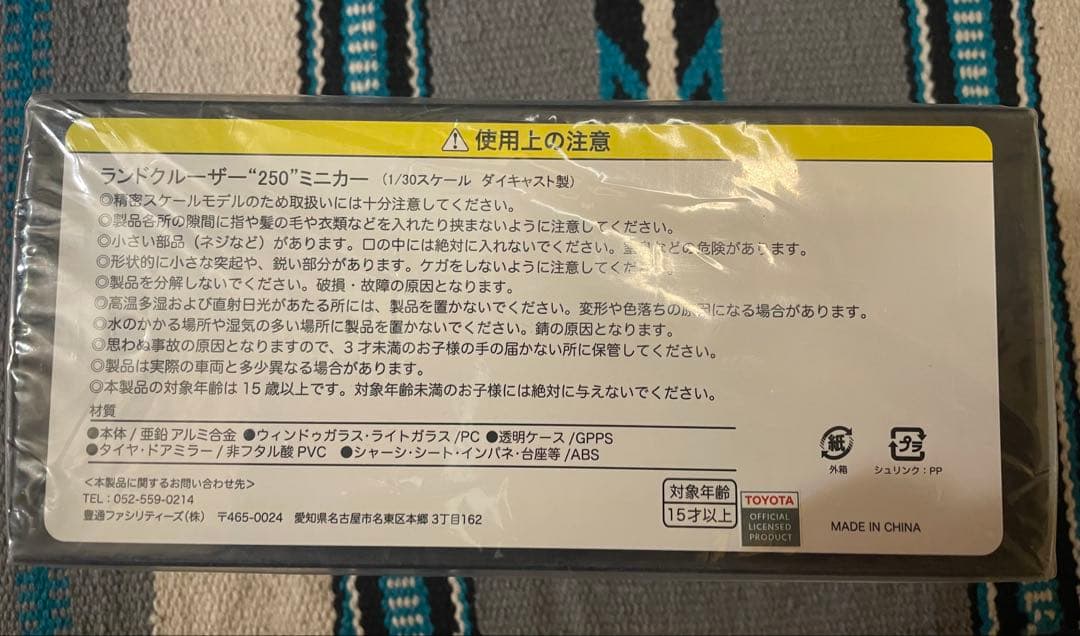 ⚠使用上の注意
ランドクルーザー“250”ミニカー（1/30スケール ダイキャスト製）
◎精密スケールモデルのため取扱いには十分注意してください。
◎製品各所の隙間に指や髪の毛や衣類などを入れたり挟まないように注意してください。
◎小さい部品（ネジなど）があります。口の中には絶対に入れないでください。などの危険があります。
◎形状的に小さな突起や、鋭い部分があります。ケガをしないように注意してください。
◎製品を分解しないでください。破損・故障の原因となります。
◎高温多湿および直射日光があたる所には、製品を置かないでください。変形や色落ちの原因になる場合があります。
◎水のかかる場所や湿気の多い場所に製品を置かないでください。錆の原因となります。
◎思わぬ事故の原因となりますので、3才未満のお子様の手の届かない所に保管してください。
◎製品は実際の車両と多少異なる場合があります。
◎本製品の対象年齢は15歳以上です。対象年齢未満のお子様には絶対に与えないでください。
材質
●本体/亜鉛アルミ合金 ●ウィンドゥガラス・ライトガラス/PC ●透明ケース/GPPS
●タイヤ・ドアミラー/非フタル酸PVC ●シャーシ・シート・インパネ・台座等/ABS
＜本製品に関するお問い合わせ先＞
TEL：052-559-0214
豊通ファシリティーズ（株） 〒465-0024 愛知県名古屋市名東区本郷3丁目162
対象年齢
15才以上
TOYOTA
OFFICIAL
LICENSED
PRODUCT
紙
外箱
プラ
シュリンク：PP
MADE IN CHINA